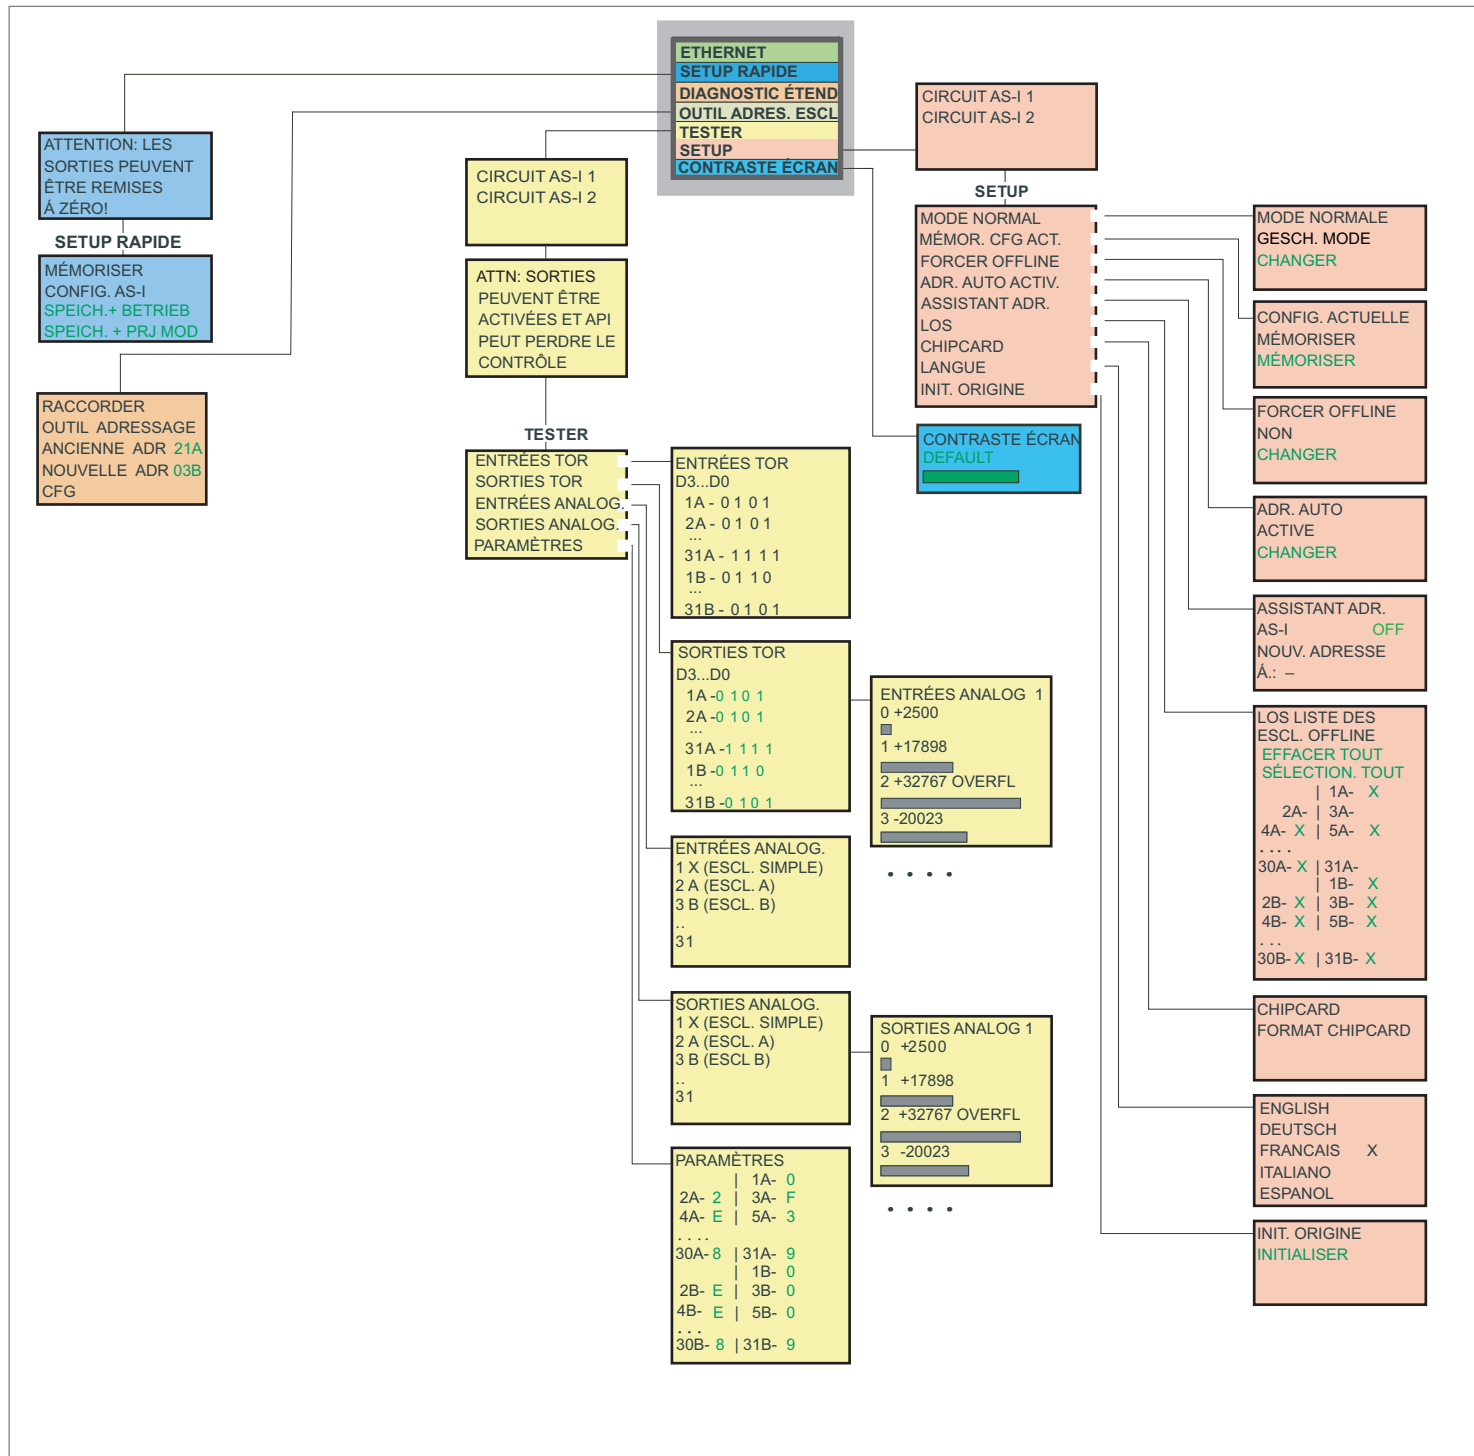 ETHERNET
SETUP RAPIDE
DIAGNOSTIC ÉTEND
OUTIL ADRES. ESCL
TESTER
SETUP
CONTRASTE ÉCRAN
ATTENTION: LES
SORTIES PEUVENT
ÊTRE REMISES
Á ZÉRO!
SETUP RAPIDE
MÉMORISER
CONFIG. AS-I
SPEICH.+ BETRIEB
SPEICH. + PRJ MOD
RACCORDER
OUTIL ADRESSAGE
ANCIENNE ADR 21A
NOUVELLE ADR 03B
CFG
CIRCUIT AS-I 1
CIRCUIT AS-I 2
ATTN: SORTIES
PEUVENT ÊTRE
ACTIVÉES ET API
PEUT PERDRE LE
CONTRÔLE
TESTER
ENTRÉES TOR
SORTIES TOR
ENTRÉES ANALOG.
SORTIES ANALOG.
PARAMÈTRES
ENTRÉES TOR
D3...D0
1A - 0 1 0 1
2A - 0 1 0 1
...
31A - 1 1 1 1
1B - 0 1 1 0
...
31B - 0 1 0 1
SORTIES TOR
D3...D0
1A -0 1 0 1
2A -0 1 0 1
...
31A -1 1 1 1
1B -0 1 1 0
...
31B -0 1 0 1
ENTRÉES ANALOG.
1 X (ESCL. SIMPLE)
2 A (ESCL. A)
3 B (ESCL. B)
..
31
SORTIES ANALOG.
1 X (ESCL. SIMPLE)
2 A (ESCL. A)
3 B (ESCL B)
..
31
PARAMÈTRES
| 1A- 0
2A- 2 | 3A- F
4A- E | 5A- 3
. . . .
30A- 8 | 31A- 9
| 1B- 0
2B- E | 3B- 0
4B- E | 5B- 0
. . .
30B- 8 | 31B- 9
ENTRÉES ANALOG 1
0 +2500
1 +17898
2 +32767 OVERFL
3 -20023
. . . .
SORTIES ANALOG 1
0 +2500
1 +17898
2 +32767 OVERFL
3 -20023
. . . .
CIRCUIT AS-I 1
CIRCUIT AS-I 2
SETUP
MODE NORMAL
MÉMOR. CFG ACT.
FORCER OFFLINE
ADR. AUTO ACTIV.
ASSISTANT ADR.
LOS
CHIPCARD
LANGUE
INIT. ORIGINE
CONTRASTE ÉCRAN
DEFAULT
MODE NORMALE
GESCH. MODE
CHANGER
CONFIG. ACTUELLE
MÉMORISER
MÉMORISER
FORCER OFFLINE
NON
CHANGER
ADR. AUTO
ACTIVE
CHANGER
ASSISTANT ADR.
AS-I OFF
NOUV. ADRESSE
Á.: –
LOS LISTE DES
ESCL. OFFLINE
EFFACER TOUT
SÉLECTION. TOUT
| 1A- X
2A- | 3A-
4A- X | 5A- X
. . . .
30A- X | 31A-
| 1B- X
2B- X | 3B- X
4B- X | 5B- X
. . .
30B- X | 31B- X
CHIPCARD
FORMAT CHIPCARD
ENGLISH
DEUTSCH
FRANCAIS X
ITALIANO
ESPANOL
INIT. ORIGINE
INITIALISER